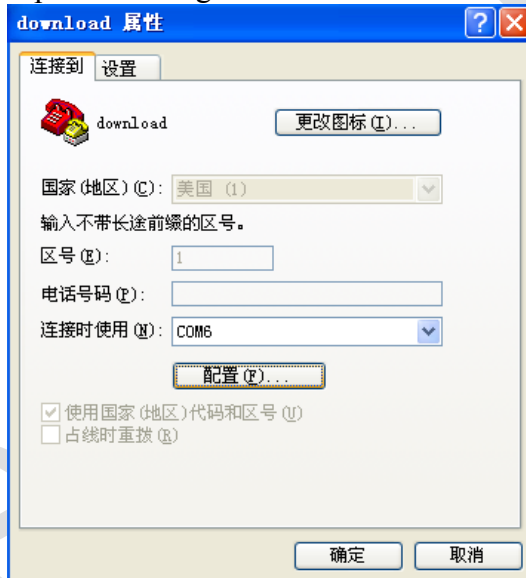 download 属性
连接到 设置
download 更改图标(I)...
国家(地区)(C): 美国 (1)
输入不带长途前缀的区号。
区号(E): 1
电话号码(P):
连接时使用(N): COM6
配置(F)...
使用国家(地区)代码和区号(U)
占线时重拨(R)
确定 取消